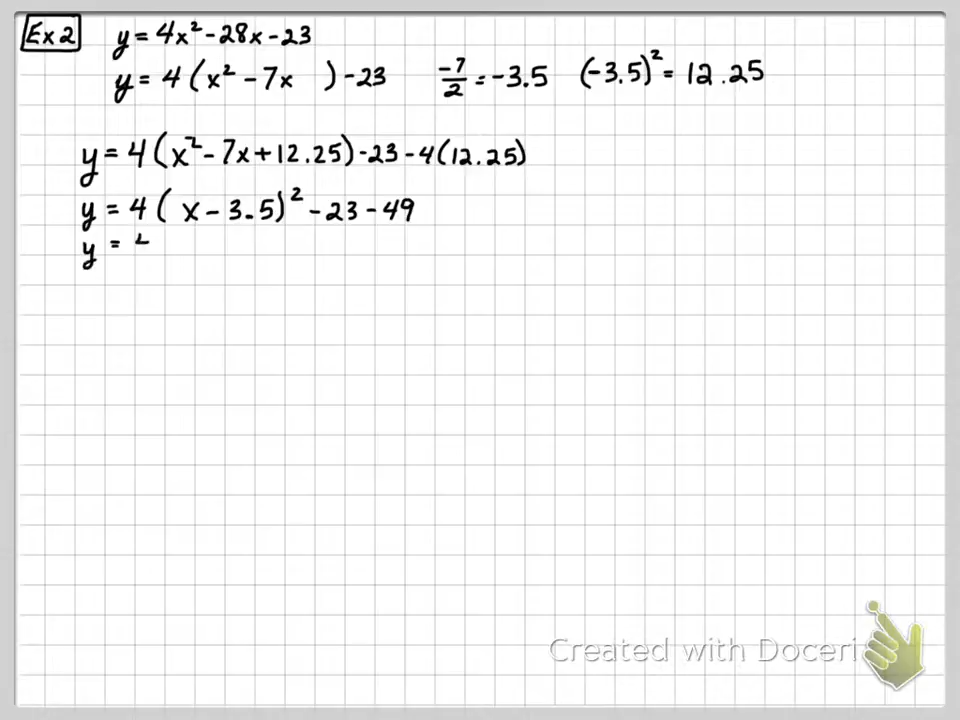 Ex 2 y = 4x² - 28x - 23
y = 4 ( x² - 7x ) - 23 -7/2 = -3.5 (-3.5)² = 12.25
y = 4 ( x² - 7x + 12.25 ) - 23 - 4 ( 12.25 )
y = 4 ( x - 3.5 )² - 23 - 49
y =
Created with Doceri